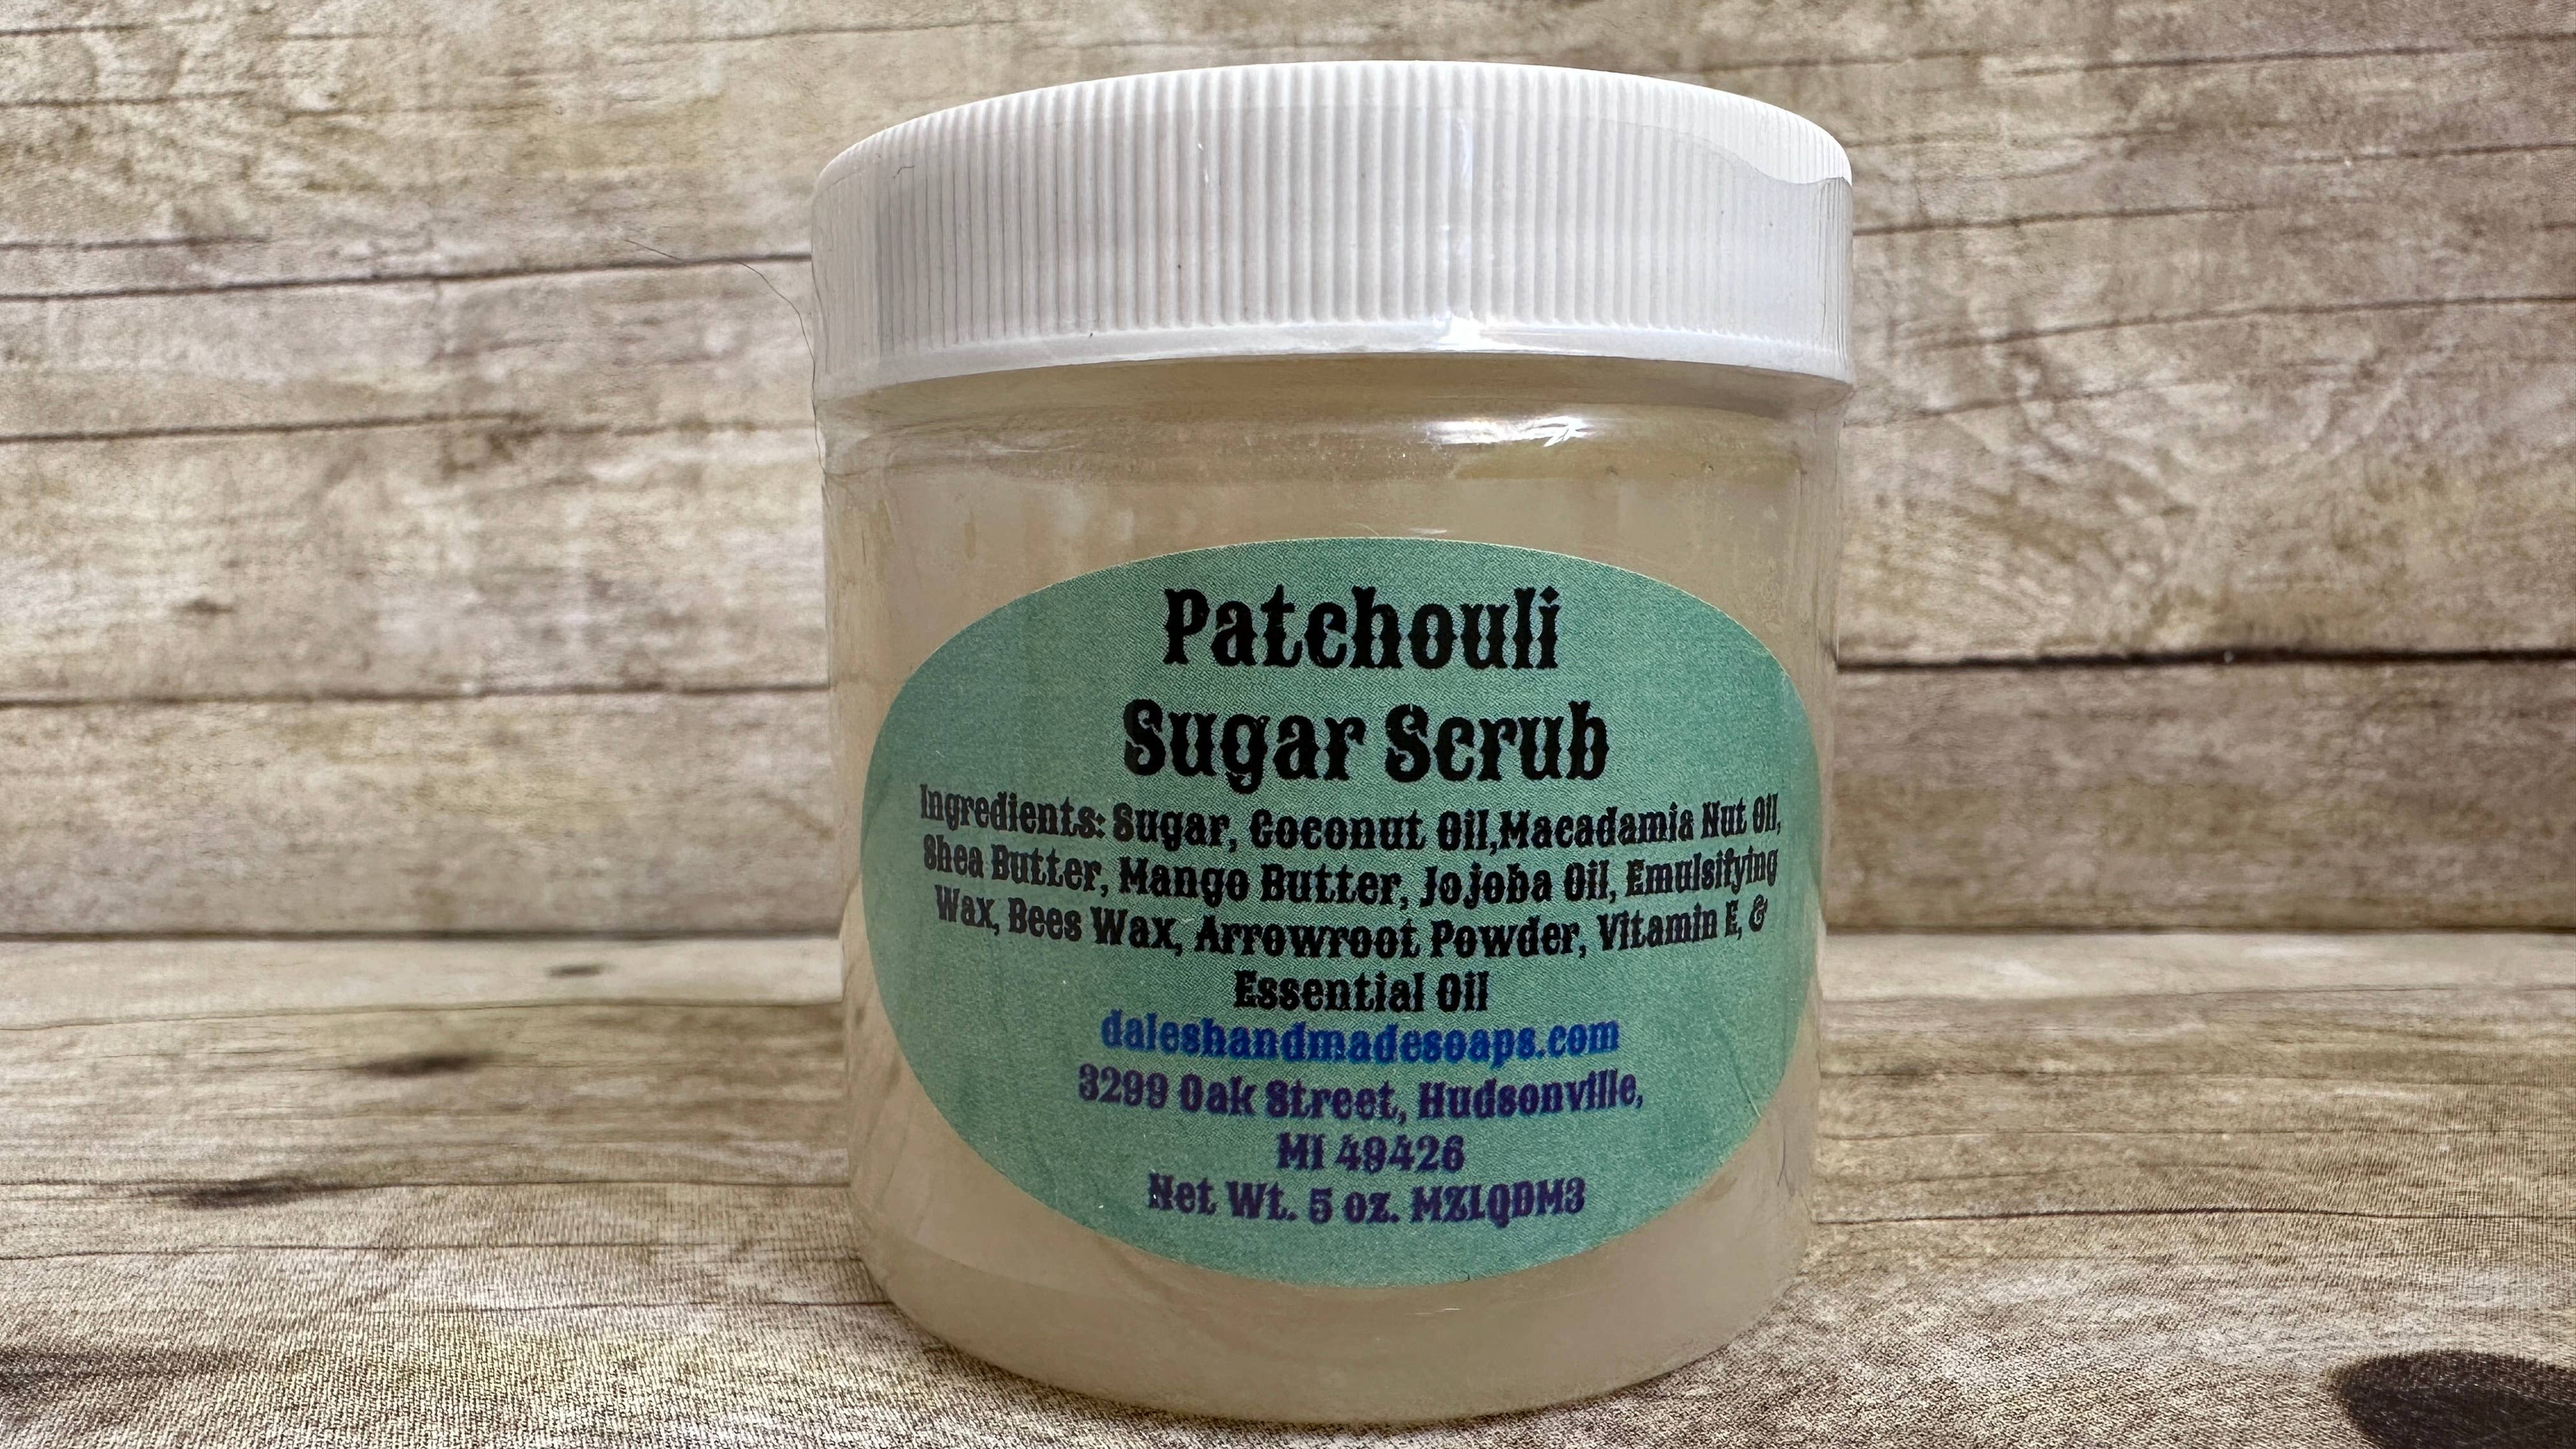 Patchouli
Sugar Scrub
Ingredients: Sugar, Coconut Oil,Macadamia Nut Oil,
Shea Butter, Mango Butter, Jojoba Oil, Emulsifying
Wax, Bees Wax, Arrowroot Powder, Vitamin E, &
Essential Oil
daleshandmadesoaps.com
3299 Oak Street, Hudsonville,
MI 49426
Net Wt. 5 oz. MZLQDM3